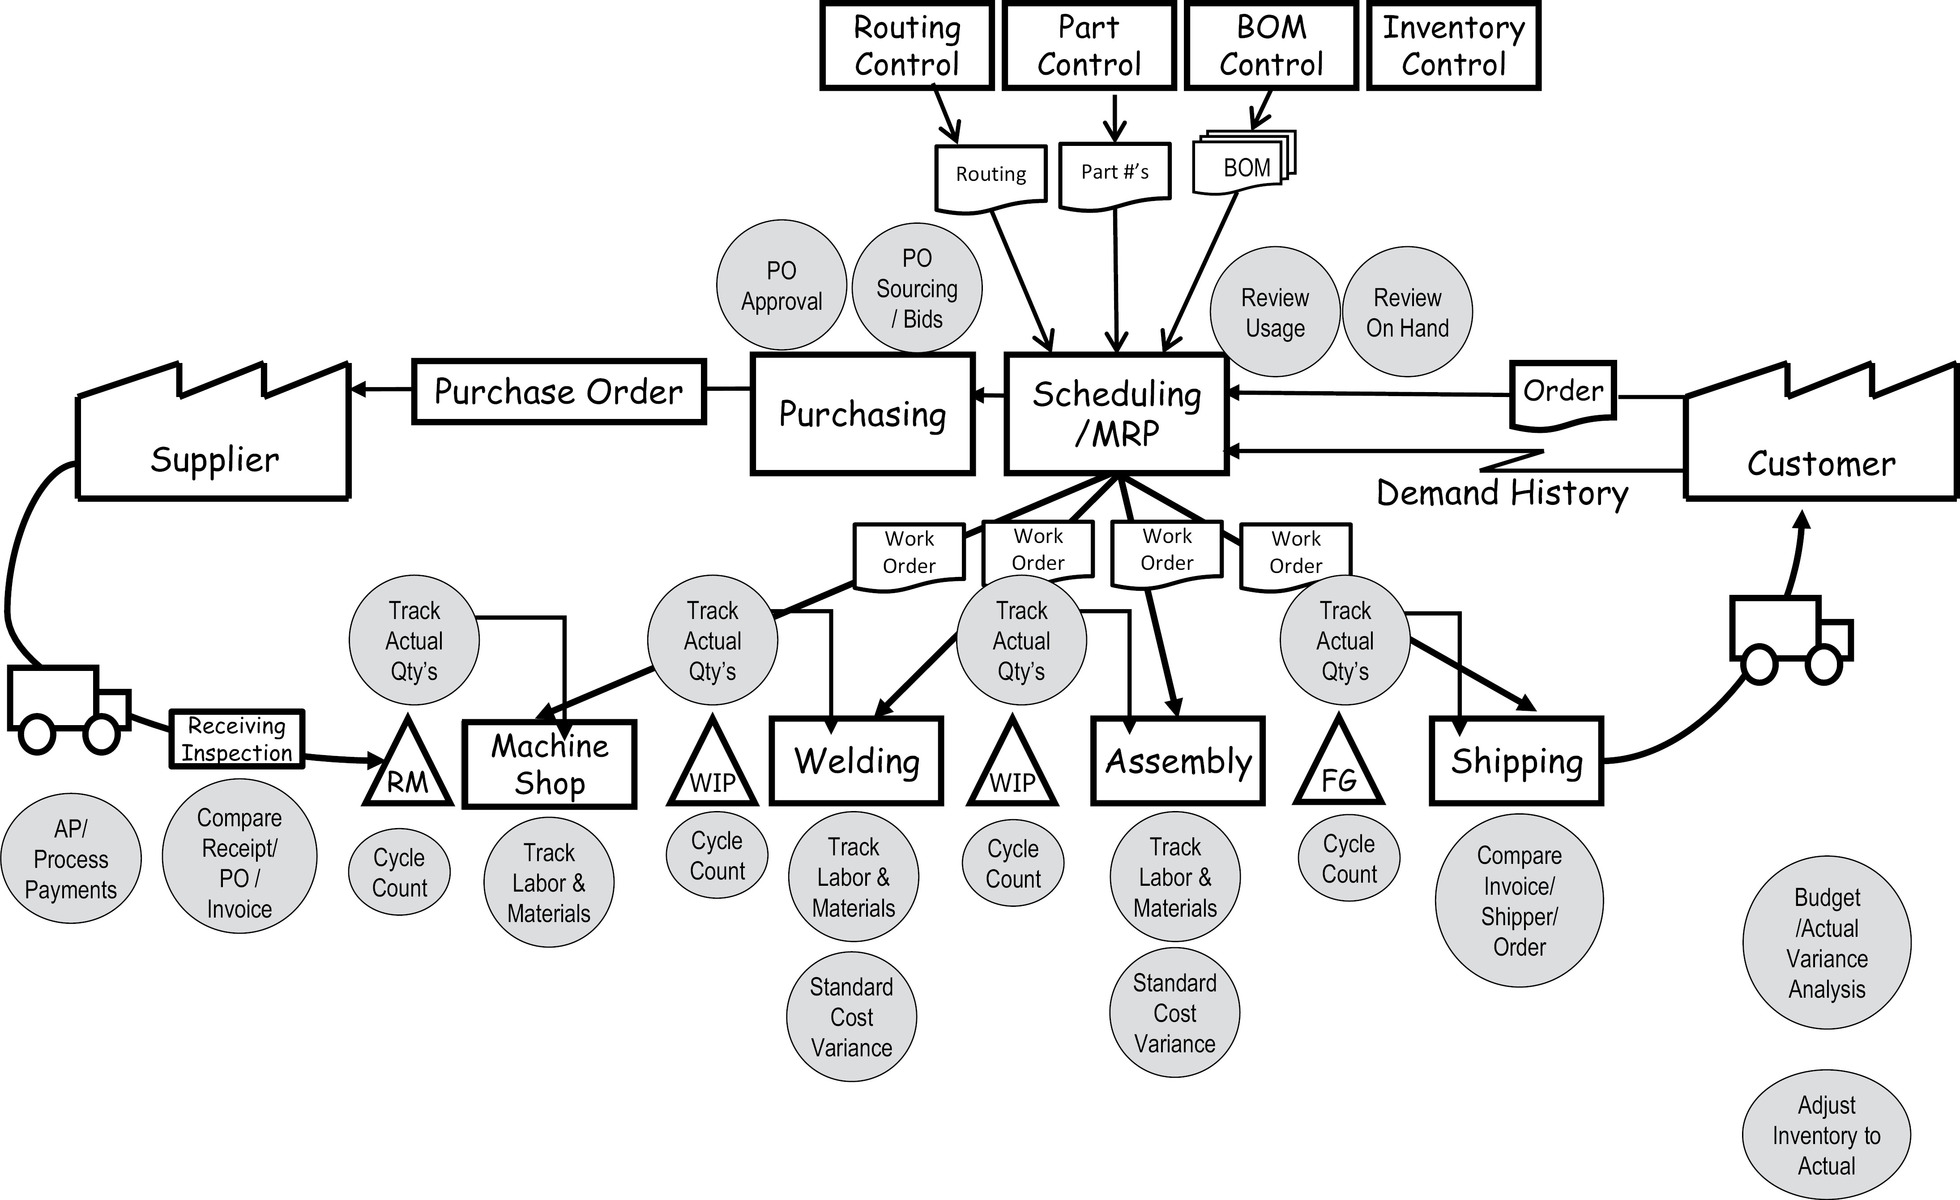 Routing
Control
Part
Control
BOM
Control
Inventory
Control
Routing
Part #’s
BOM
PO
Approval
PO
Sourcing
/ Bids
Review
Usage
Review
On Hand
Supplier
Purchase Order
Purchasing
Scheduling
/MRP
Order
Demand History
Customer
Work
Order
Work
Order
Work
Order
Work
Order
Track
Actual
Qty’s
Track
Actual
Qty’s
Track
Actual
Qty’s
Track
Actual
Qty’s
Receiving
Inspection
RM
Machine
Shop
WIP
Welding
WIP
Assembly
FG
Shipping
AP/
Process
Payments
Compare
Receipt/
PO /
Invoice
Cycle
Count
Track
Labor &
Materials
Cycle
Count
Track
Labor &
Materials
Cycle
Count
Track
Labor &
Materials
Cycle
Count
Compare
Invoice/
Shipper/
Order
Standard
Cost
Variance
Standard
Cost
Variance
Budget
/Actual
Variance
Analysis
Adjust
Inventory to
Actual